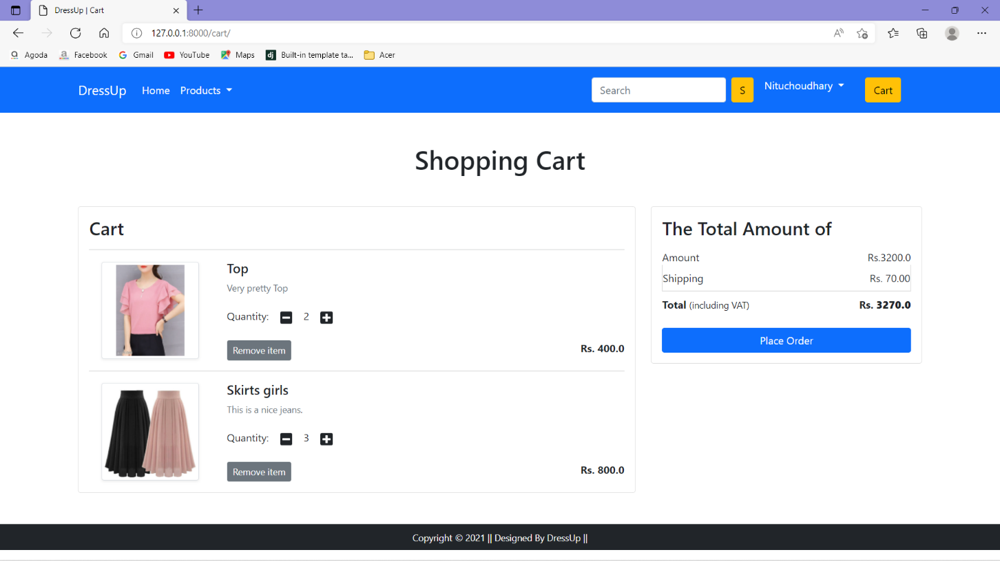 DressUp | Cart
127.0.0.1:8000/cart/
Agoda Facebook Gmail YouTube Maps Built-in template ta... Acer
DressUp Home Products Search S Nituchoudhary Cart
Shopping Cart
Cart
Top
Very pretty Top
Quantity: 2
Remove item Rs. 400.0
Skirts girls
This is a nice jeans.
Quantity: 3
Remove item Rs. 800.0
The Total Amount of
Amount Rs.3200.0
Shipping Rs. 70.00
Total (including VAT) Rs. 3270.0
Place Order
Copyright © 2021 || Designed By DressUp ||